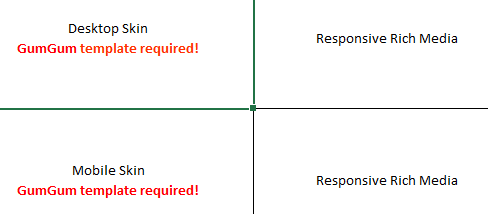 Desktop Skin
GumGum template required!
Responsive Rich Media
Mobile Skin
GumGum template required!
Responsive Rich Media